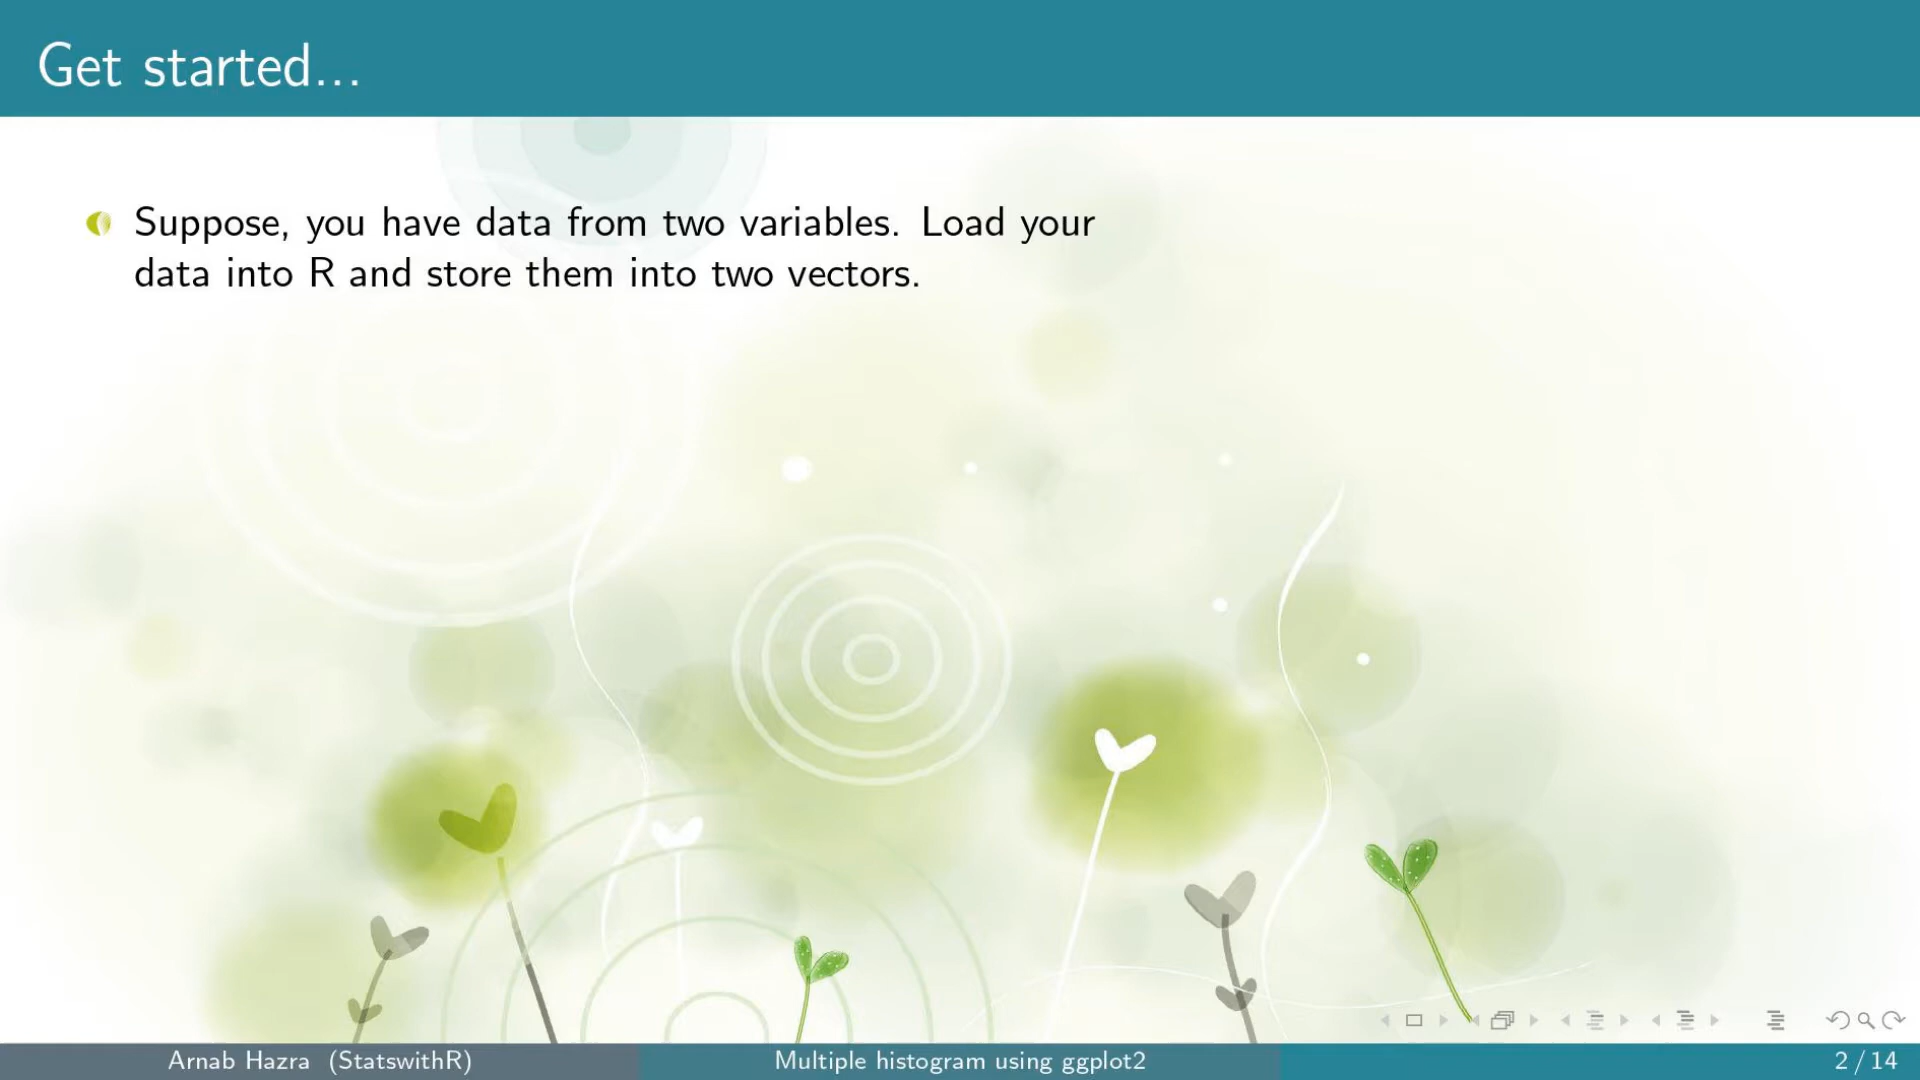 Get started...
Suppose, you have data from two variables. Load your
data into R and store them into two vectors.
Arnab Hazra (StatswithR)
Multiple histogram using ggplot2
2 / 14